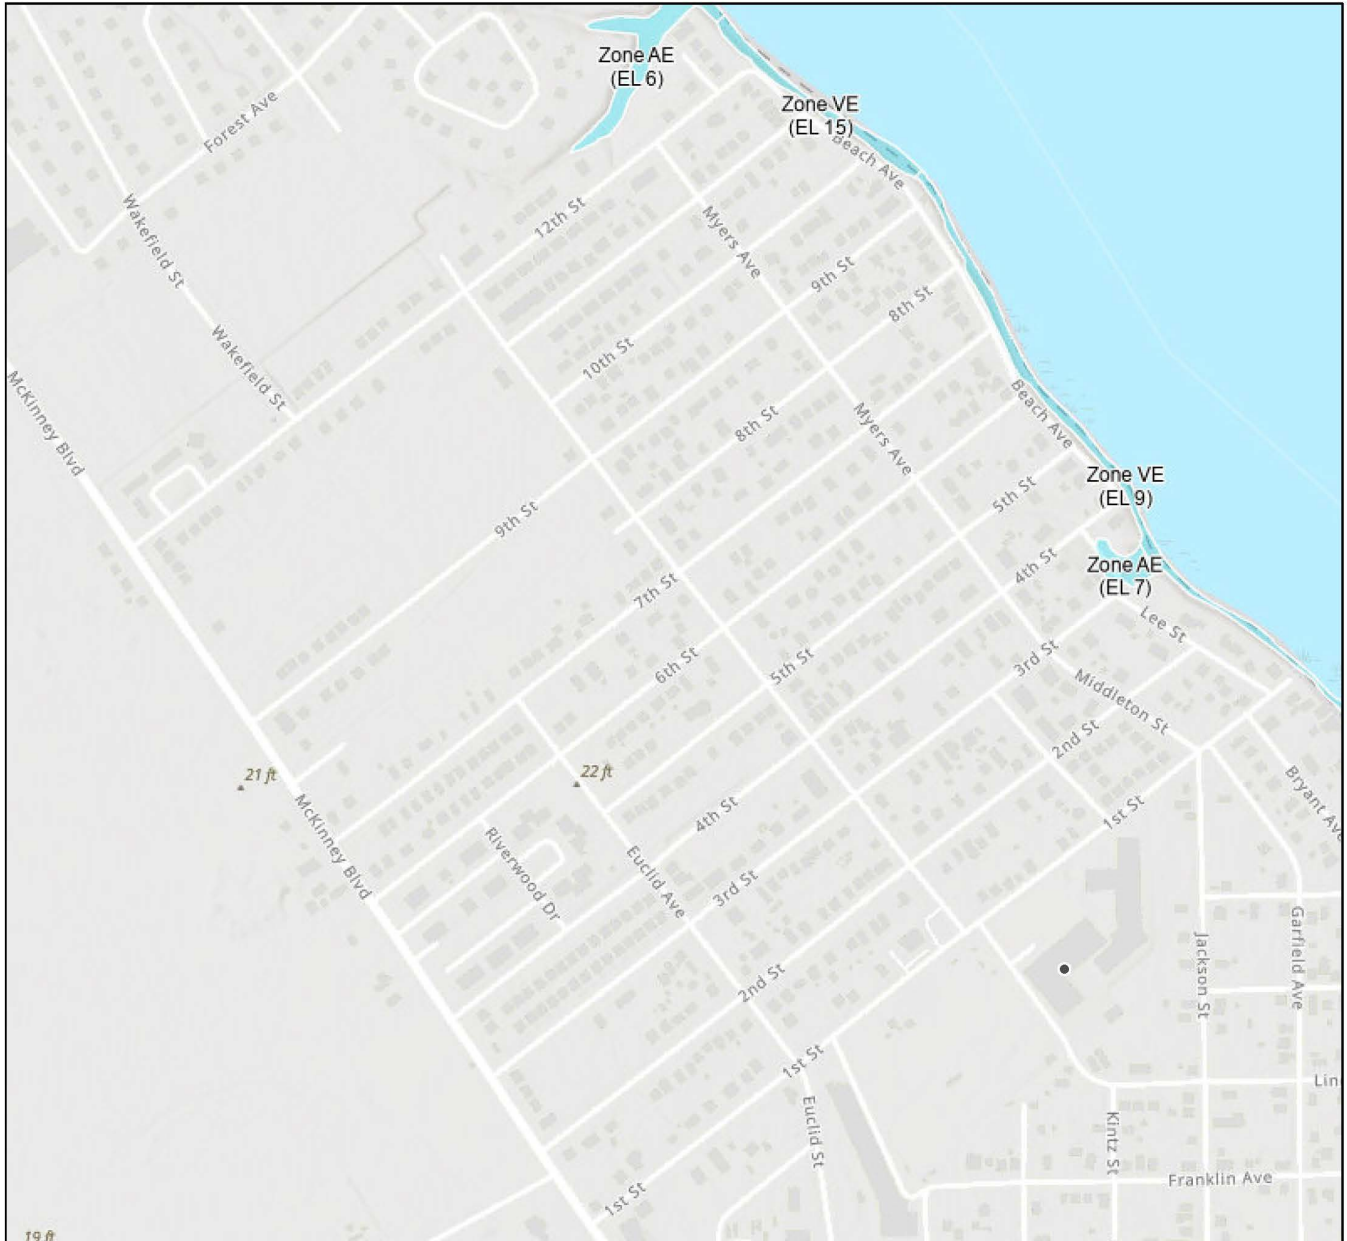 Zone AE
(EL 6)
Zone VE
(EL 15)
Forest Ave
Beach Ave
Wakefield St
12th St
Myers Ave
9th St
8th St
Wakefield St
10th St
McKinney Blvd
8th St
Myers Ave
Beach Ave
Zone VE
(EL 9)
5th St
9th St
4th St
Zone AE
(EL 7)
7th St
Lee St
6th St
5th St
3rd St
Middleton St
2nd St
21 ft
22 ft
Bryant Av
McKinney Blvd
4th St
1st St
Riverwood Dr
Euclid Ave
3rd St
Jackson St
Garfield Ave
2nd St
1st St
Lin
Euclid St
Kintz St
Franklin Ave
1st St
19 ft